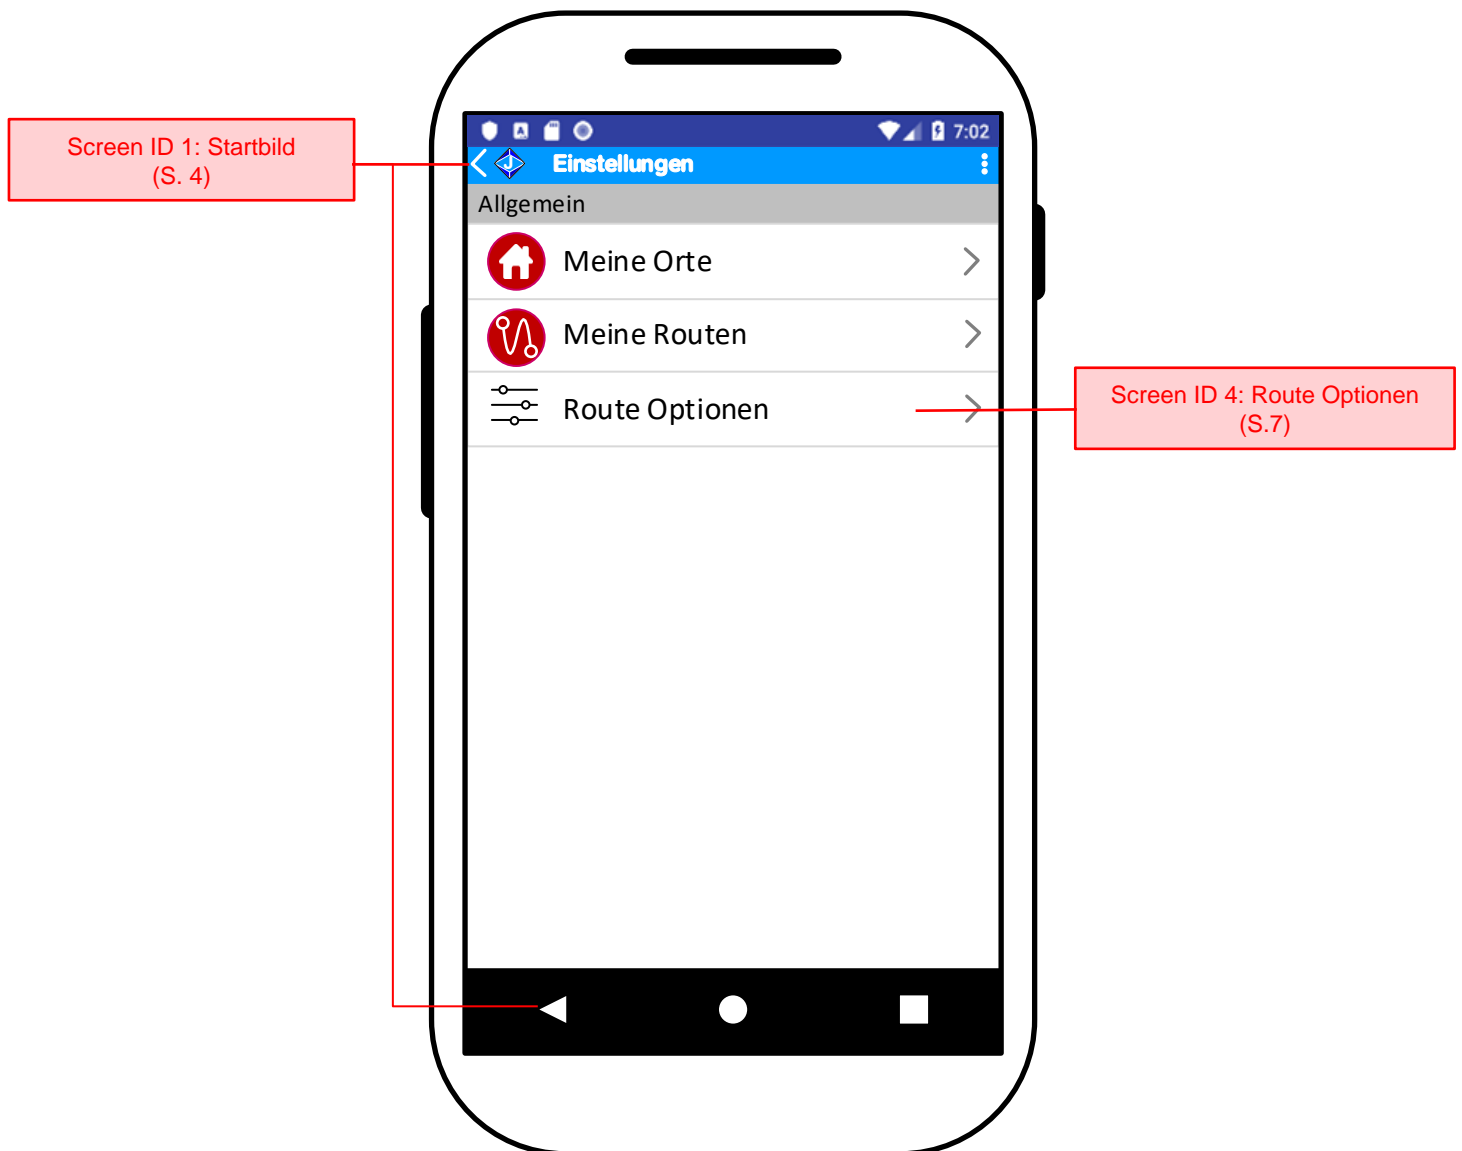 Screen ID 1: Startbild
(S. 4)
7:02
J
Einstellungen
Allgemein
Meine Orte
Meine Routen
Route Optionen
Screen ID 4: Route Optionen
(S.7)